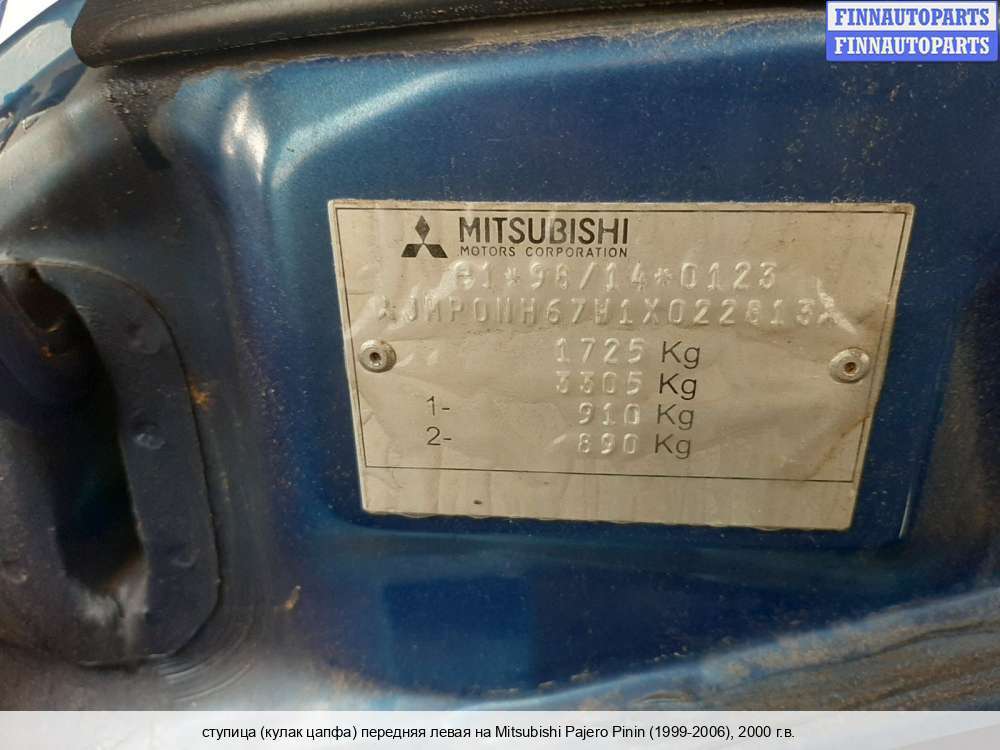 FINNAUTOPARTS
FINNAUTOPARTS
MITSUBISHI
MOTORS CORPORATION
e1*98/14*0123
*JMP0NH67W1X022813*
1725 Kg
3305 Kg
1- 910 Kg
2- 890 Kg
ступица (кулак цапфа) передняя левая на Mitsubishi Pajero Pinin (1999-2006), 2000 г.в.